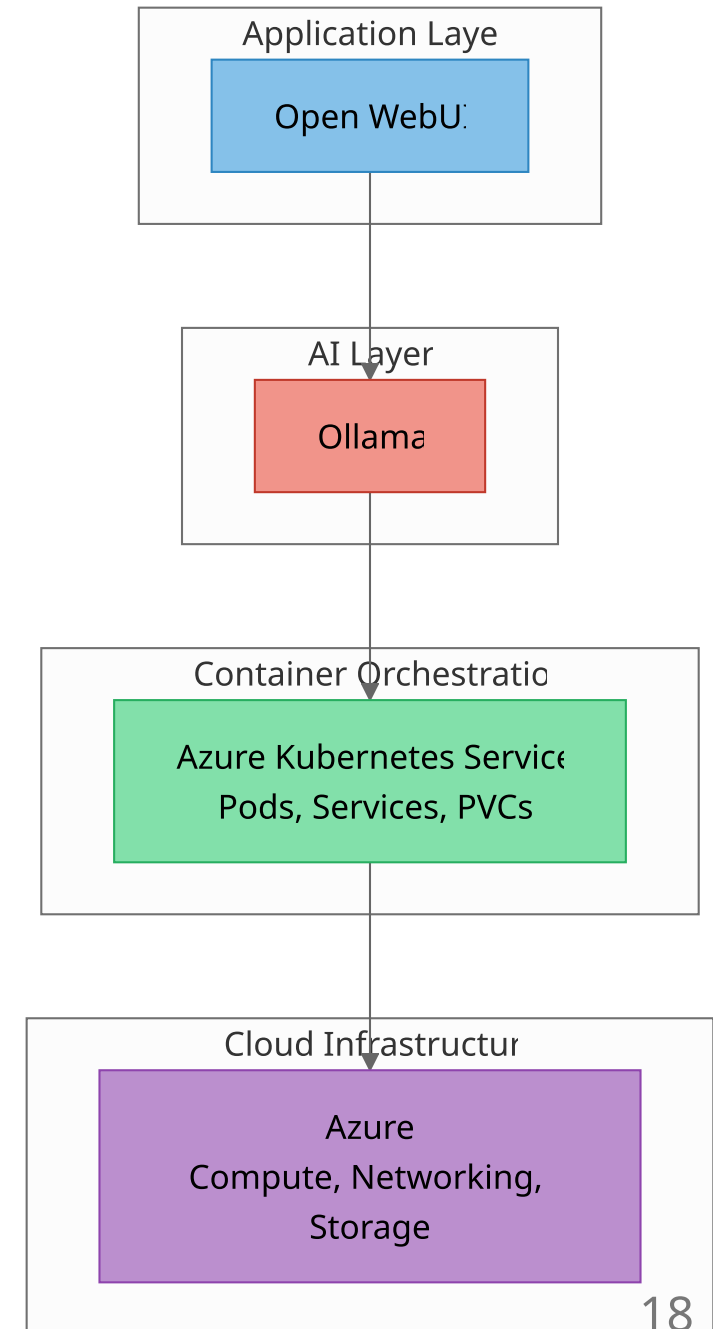 Application Laye
Open WebUI
AI Layer
Ollama
Container Orchestratio
Azure Kubernetes Service
Pods, Services, PVCs
Cloud Infrastructur
Azure
Compute, Networking,
Storage
18